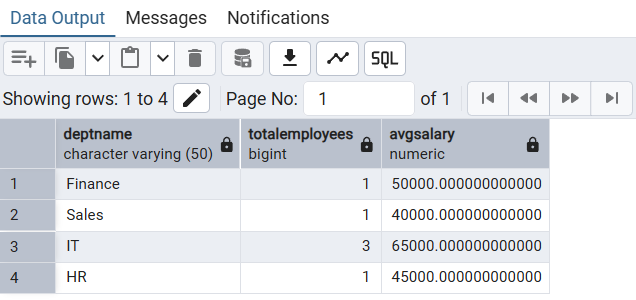 Data Output Messages Notifications
SQL
Showing rows: 1 to 4 Page No: 1 of 1
deptname totalemployees avgsalary
character varying (50) bigint numeric
1 Finance 1 50000.000000000000
2 Sales 1 40000.000000000000
3 IT 3 65000.000000000000
4 HR 1 45000.000000000000